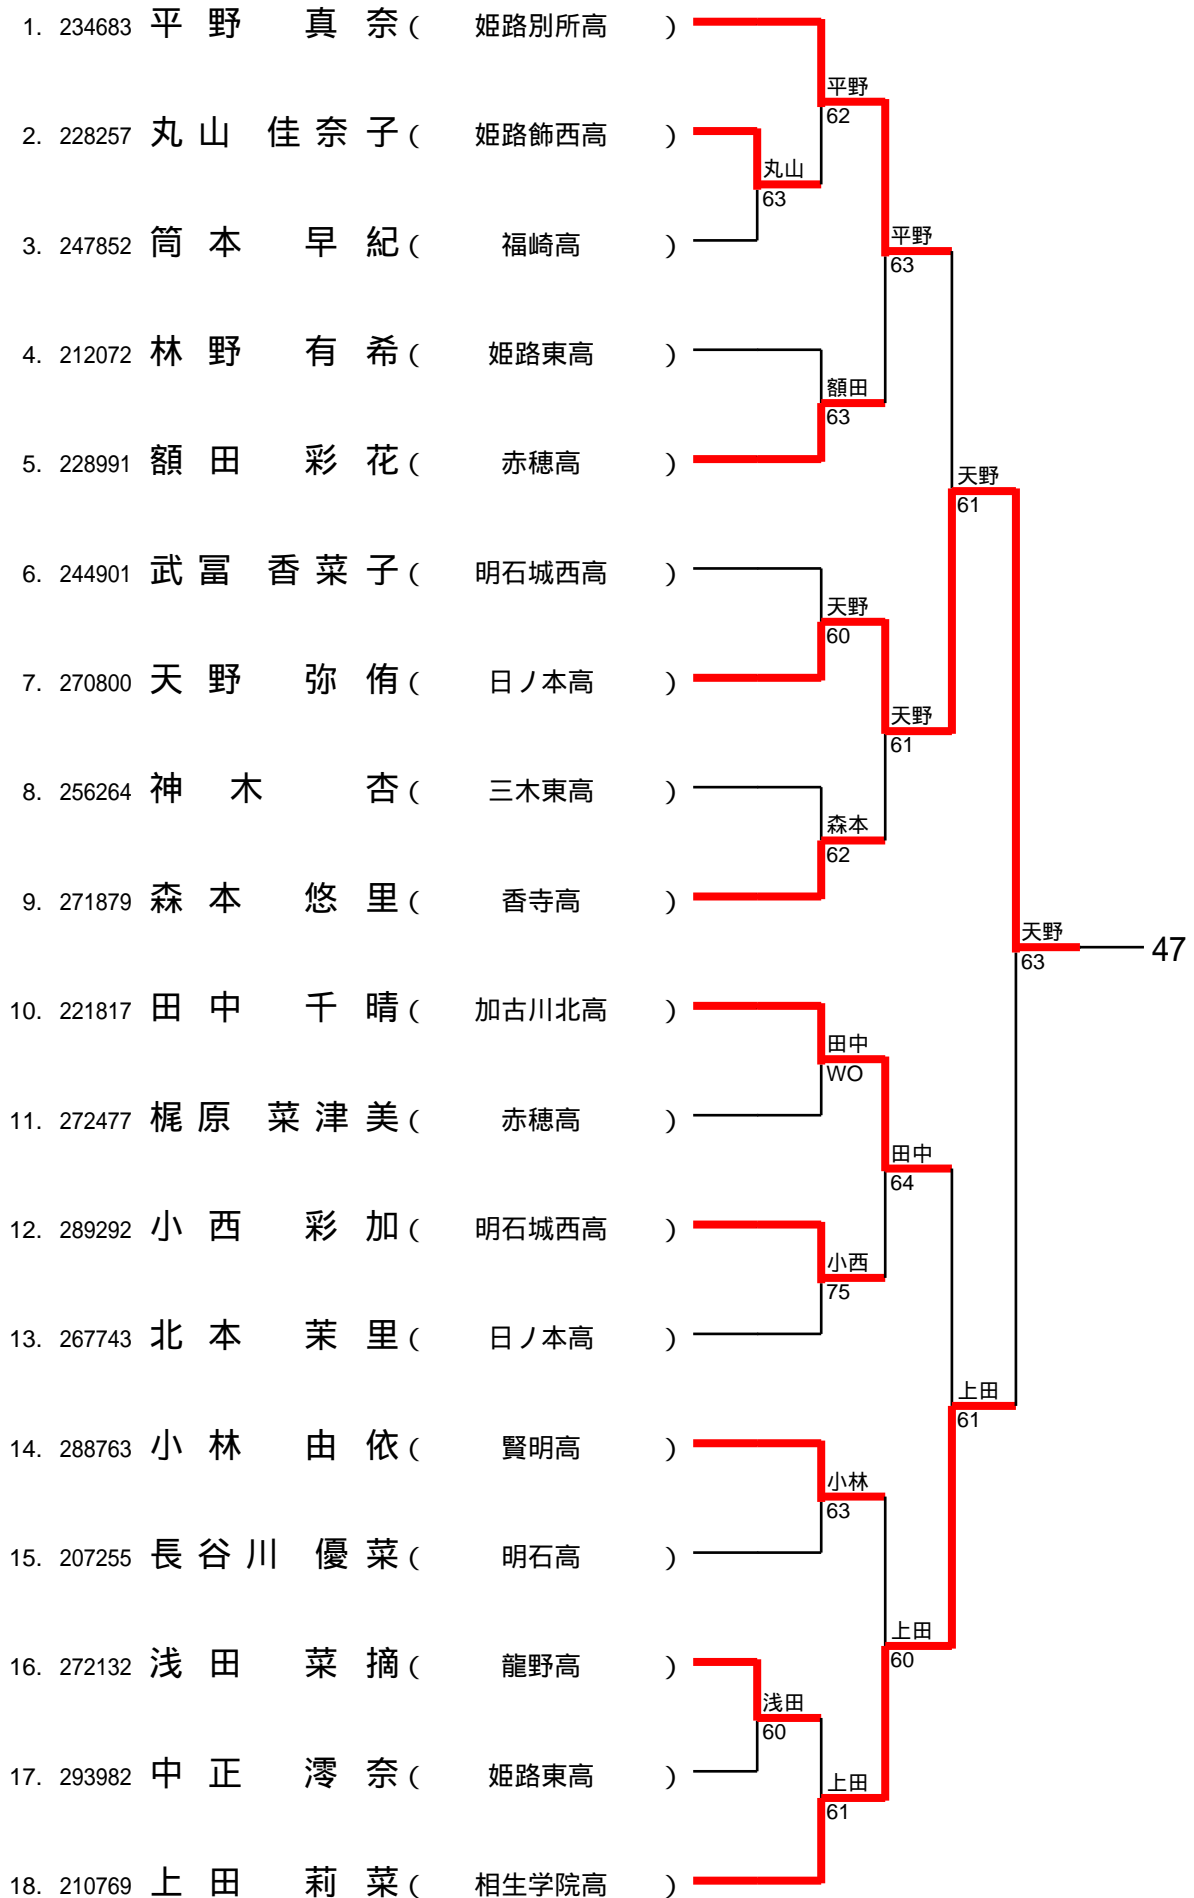 1. 234683 平野 真奈 ( 姫路別所高 )
平野
62
2. 228257 丸山 佳奈子 ( 姫路飾西高 )
丸山
63
3. 247852 筒本 早紀 ( 福崎高 )
平野
63
4. 212072 林野 有希 ( 姫路東高 )
額田
63
5. 228991 額田 彩花 ( 赤穂高 )
天野
61
6. 244901 武冨 香菜子 ( 明石城西高 )
天野
60
7. 270800 天野 弥侑 ( 日ノ本高 )
天野
61
8. 256264 神木 杏 ( 三木東高 )
森本
62
9. 271879 森本 悠里 ( 香寺高 )
天野
63
47
10. 221817 田中 千晴 ( 加古川北高 )
田中
WO
11. 272477 梶原 菜津美 ( 赤穂高 )
田中
64
12. 289292 小西 彩加 ( 明石城西高 )
小西
75
13. 267743 北本 茉里 ( 日ノ本高 )
上田
61
14. 288763 小林 由依 ( 賢明高 )
小林
63
15. 207255 長谷川 優菜 ( 明石高 )
上田
60
16. 272132 浅田 菜摘 ( 龍野高 )
浅田
60
17. 293982 中正 澪奈 ( 姫路東高 )
上田
61
18. 210769 上田 莉菜 ( 相生学院高 )